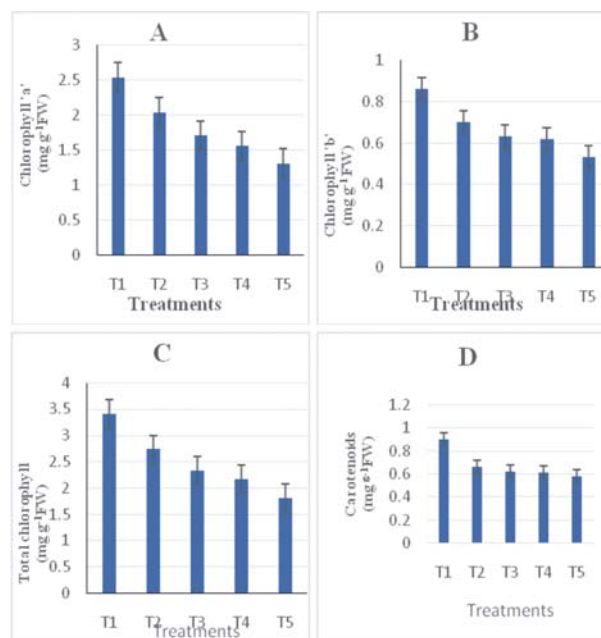 A
Chlorophyll 'a'
(mg g-1FW)
3
2.5
2
1.5
1
0.5
0
T1 T2 T3 T4 T5
Treatments
B
Chlorophyll 'b'
(mg g-1FW)
1
0.8
0.6
0.4
0.2
0
T1 T2 T3 T4 T5
Treatments
C
Total chlorophyll
(mg g-1FW)
4
3.5
3
2.5
2
1.5
1
0.5
0
T1 T2 T3 T4 T5
Treatments
D
Carotenoids
(mg g-1FW)
1.2
1
0.8
0.6
0.4
0.2
0
T1 T2 T3 T4 T5
Treatments